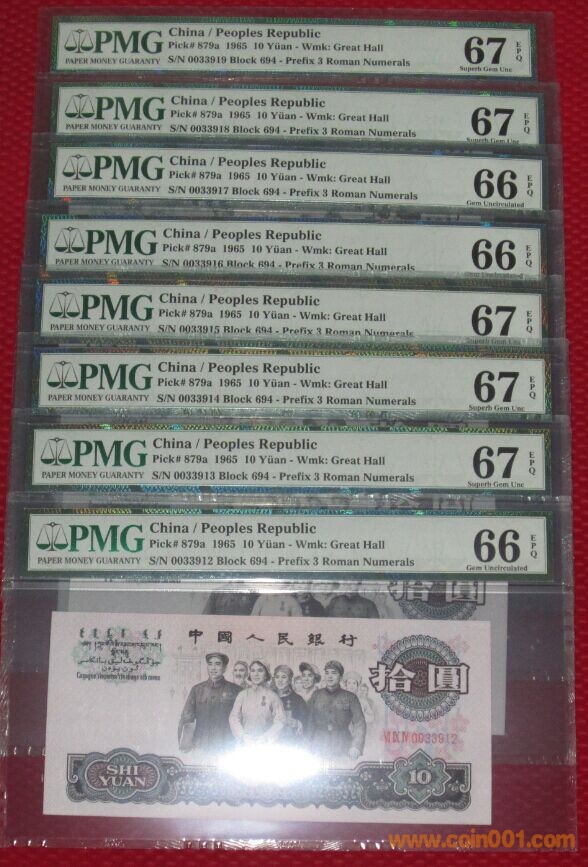 PMG
PAPER MONEY GUARANTY
China / Peoples Republic
Pick# 879a 1965 10 Yüan - Wmk: Great Hall
S/N 0033919 Block 694 - Prefix 3 Roman Numerals
67 EPQ
Superb Gem Unc
PMG
PAPER MONEY GUARANTY
China / Peoples Republic
Pick# 879a 1965 10 Yüan - Wmk: Great Hall
S/N 0033918 Block 694 - Prefix 3 Roman Numerals
67 EPQ
Superb Gem Unc
PMG
PAPER MONEY GUARANTY
China / Peoples Republic
Pick# 879a 1965 10 Yüan - Wmk: Great Hall
S/N 0033917 Block 694 - Prefix 3 Roman Numerals
66 EPQ
Gem Uncirculated
PMG
PAPER MONEY GUARANTY
China / Peoples Republic
Pick# 879a 1965 10 Yüan - Wmk: Great Hall
S/N 0033916 Block 694 - Prefix 3 Roman Numerals
66 EPQ
Gem Uncirculated
PMG
PAPER MONEY GUARANTY
China / Peoples Republic
Pick# 879a 1965 10 Yüan - Wmk: Great Hall
S/N 0033915 Block 694 - Prefix 3 Roman Numerals
67 EPQ
Superb Gem Unc
PMG
PAPER MONEY GUARANTY
China / Peoples Republic
Pick# 879a 1965 10 Yüan - Wmk: Great Hall
S/N 0033914 Block 694 - Prefix 3 Roman Numerals
67 EPQ
Superb Gem Unc
PMG
PAPER MONEY GUARANTY
China / Peoples Republic
Pick# 879a 1965 10 Yüan - Wmk: Great Hall
S/N 0033913 Block 694 - Prefix 3 Roman Numerals
67 EPQ
Superb Gem Unc
PMG
PAPER MONEY GUARANTY
China / Peoples Republic
Pick# 879a 1965 10 Yüan - Wmk: Great Hall
S/N 0033912 Block 694 - Prefix 3 Roman Numerals
66 EPQ
Gem Uncirculated
中國人民銀行
拾圓
VI IX IV 0033912
SHI
YUAN
10
www.coin001.com